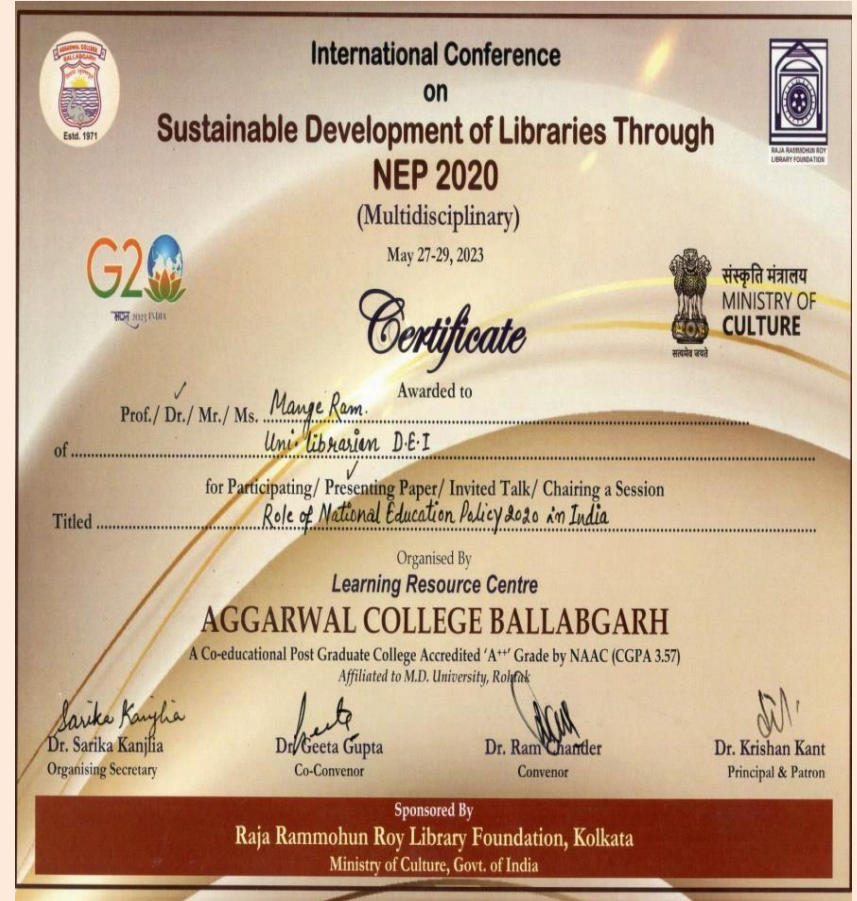 AGGARWAL COLLEGE
BALLABGARH
Estd. 1971
International Conference
on
Sustainable Development of Libraries Through
NEP 2020
(Multidisciplinary)
May 27-29, 2023
RAJA RAMMOHUN ROY
LIBRARY FOUNDATION
G20
2023 INDIA
संस्कृति मंत्रालय
MINISTRY OF
CULTURE
सत्यमेव जयते
Certificate
Awarded to
Prof./ Dr./ Mr./ Ms. Mange Ram.
of Uni. librarian D.E.I
for Participating/ Presenting Paper/ Invited Talk/ Chairing a Session
Titled Role of National Education Policy 2020 in India
Organised By
Learning Resource Centre
AGGARWAL COLLEGE BALLABGARH
A Co-educational Post Graduate College Accredited 'A++' Grade by NAAC (CGPA 3.57)
Affiliated to M.D. University, Rohtak
Sarika Kanjlia
Dr. Sarika Kanjlia
Organising Secretary
Dr. Geeta Gupta
Co-Convenor
Dr. Ram Chander
Convenor
Dr. Krishan Kant
Principal & Patron
Sponsored By
Raja Rammohun Roy Library Foundation, Kolkata
Ministry of Culture, Govt. of India